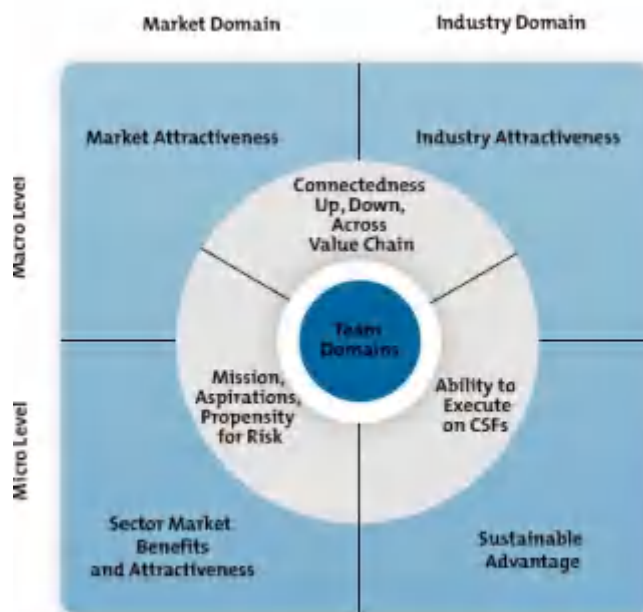 Market Domain
Industry Domain
Macro Level
Market Attractiveness
Industry Attractiveness
Connectedness
Up, Down,
Across
Value Chain
Team
Domains
Mission,
Aspirations,
Propensity
for Risk
Ability to
Execute
on CSFs
Micro Level
Sector Market
Benefits
and Attractiveness
Sustainable
Advantage